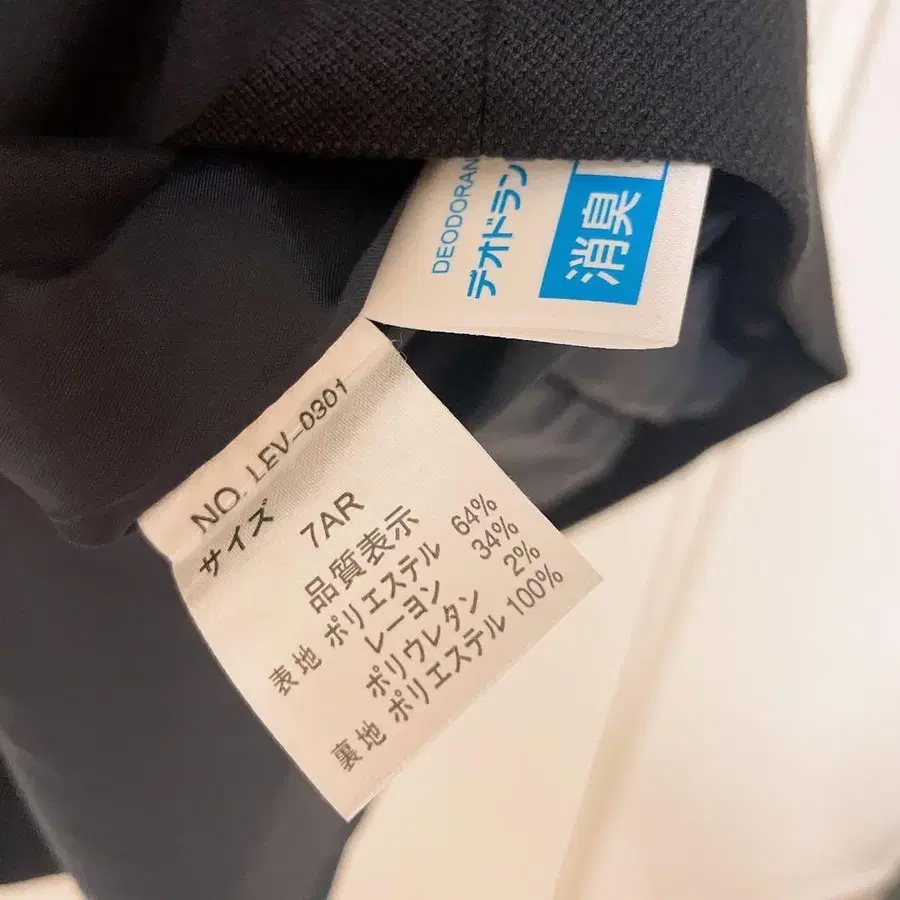 DEODORAN
デオドラン
消臭
NO. LEV-0301
サイズ
7AR
品質表示
表地 ポリエステル 64%
レーヨン 34%
ポリウレタン 2%
裏地 ポリエステル 100%